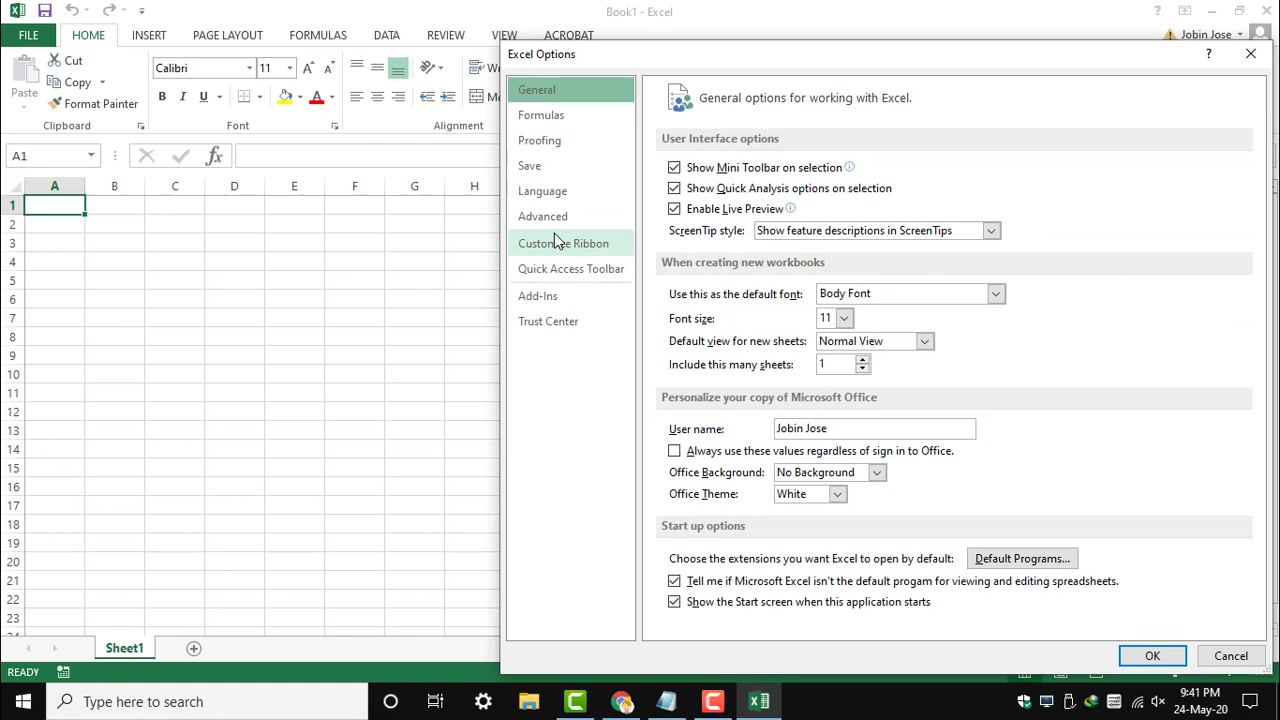 Book1 - Excel
?
FILE HOME INSERT PAGE LAYOUT FORMULAS DATA REVIEW VIEW ACROBAT
Jobin Jose
Cut
Copy
Format Painter
Paste
Clipboard
Calibri 11
B I U A
Font
Wr
Me
Alignment
A1
fx
A B C D E F G H
1
2
3
4
5
6
7
8
9
10
11
12
13
14
15
16
17
18
19
20
21
22
23
Sheet1
READY
Excel Options ?
General
Formulas
Proofing
Save
Language
Advanced
Customize Ribbon
Quick Access Toolbar
Add-Ins
Trust Center
General options for working with Excel.
User Interface options
Show Mini Toolbar on selection
Show Quick Analysis options on selection
Enable Live Preview
ScreenTip style: Show feature descriptions in ScreenTips
When creating new workbooks
Use this as the default font: Body Font
Font size: 11
Default view for new sheets: Normal View
Include this many sheets: 1
Personalize your copy of Microsoft Office
User name: Jobin Jose
Always use these values regardless of sign in to Office.
Office Background: No Background
Office Theme: White
Start up options
Choose the extensions you want Excel to open by default: Default Programs...
Tell me if Microsoft Excel isn't the default progam for viewing and editing spreadsheets.
Show the Start screen when this application starts
OK Cancel
Type here to search
9:41 PM
24-May-20